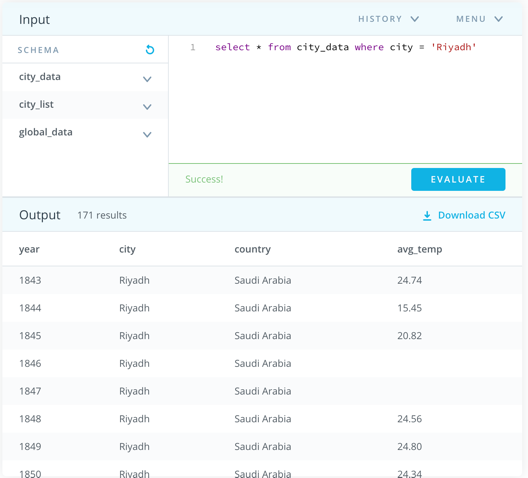 Input HISTORY MENU
SCHEMA
1 select * from city_data where city = 'Riyadh'
city_data
city_list
global_data
Success! EVALUATE
Output 171 results Download CSV
year city country avg_temp
1843 Riyadh Saudi Arabia 24.74
1844 Riyadh Saudi Arabia 15.45
1845 Riyadh Saudi Arabia 20.82
1846 Riyadh Saudi Arabia
1847 Riyadh Saudi Arabia
1848 Riyadh Saudi Arabia 24.56
1849 Riyadh Saudi Arabia 24.80
1850 Riyadh Saudi Arabia 24.34